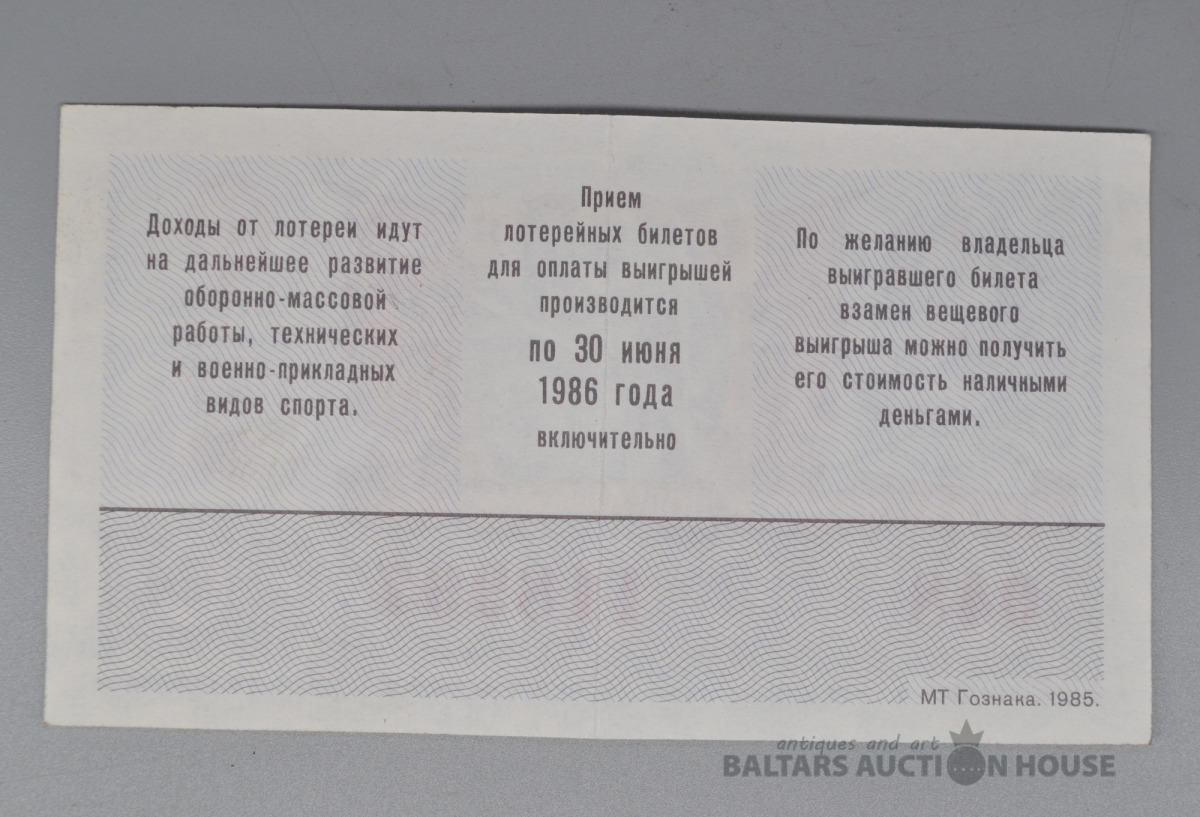 Доходы от лотереи идут
на дальнейшее развитие
оборонно-массовой
работы, технических
и военно-прикладных
видов спорта.
Прием
лотерейных билетов
для оплаты выигрышей
производится
по 30 июня
1986 года
включительно
По желанию владельца
выигравшего билета
взамен вещевого
выигрыша можно получить
его стоимость наличными
деньгами.
МТ Гознака. 1985.
antiques and art
BALTARS AUCTION HOUSE